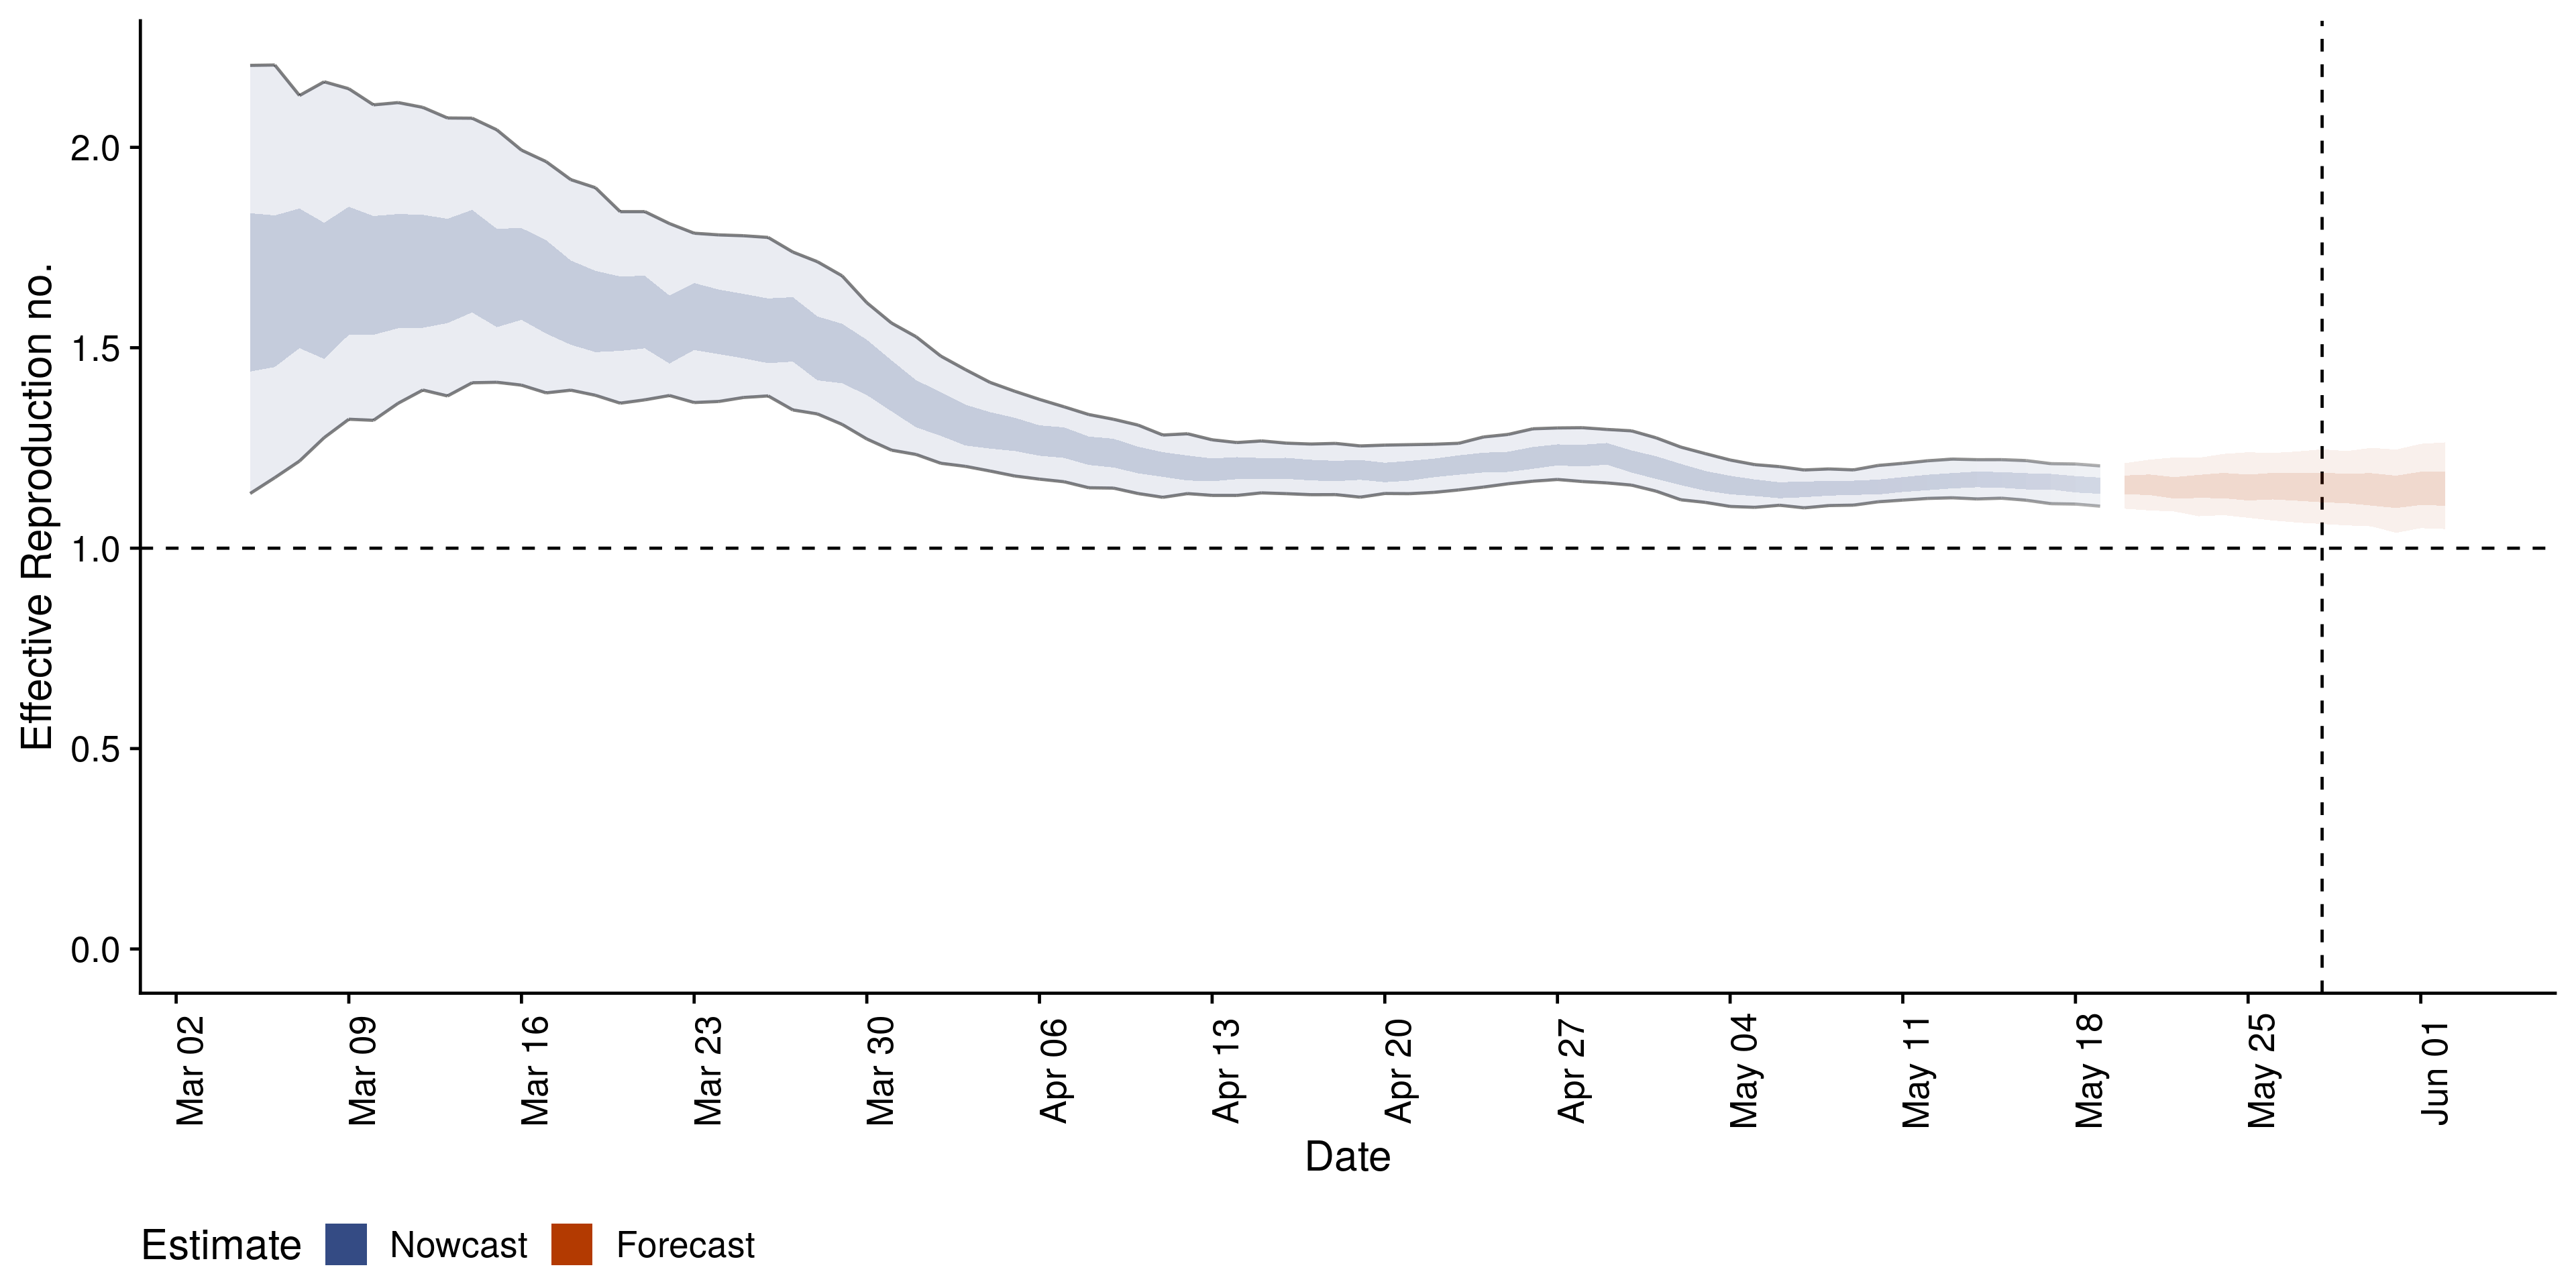 Effective Reproduction no.
2.0
1.5
1.0
0.5
0.0
Mar 02
Mar 09
Mar 16
Mar 23
Mar 30
Apr 06
Apr 13
Apr 20
Apr 27
May 04
May 11
May 18
May 25
Jun 01
Date
Estimate Nowcast Forecast